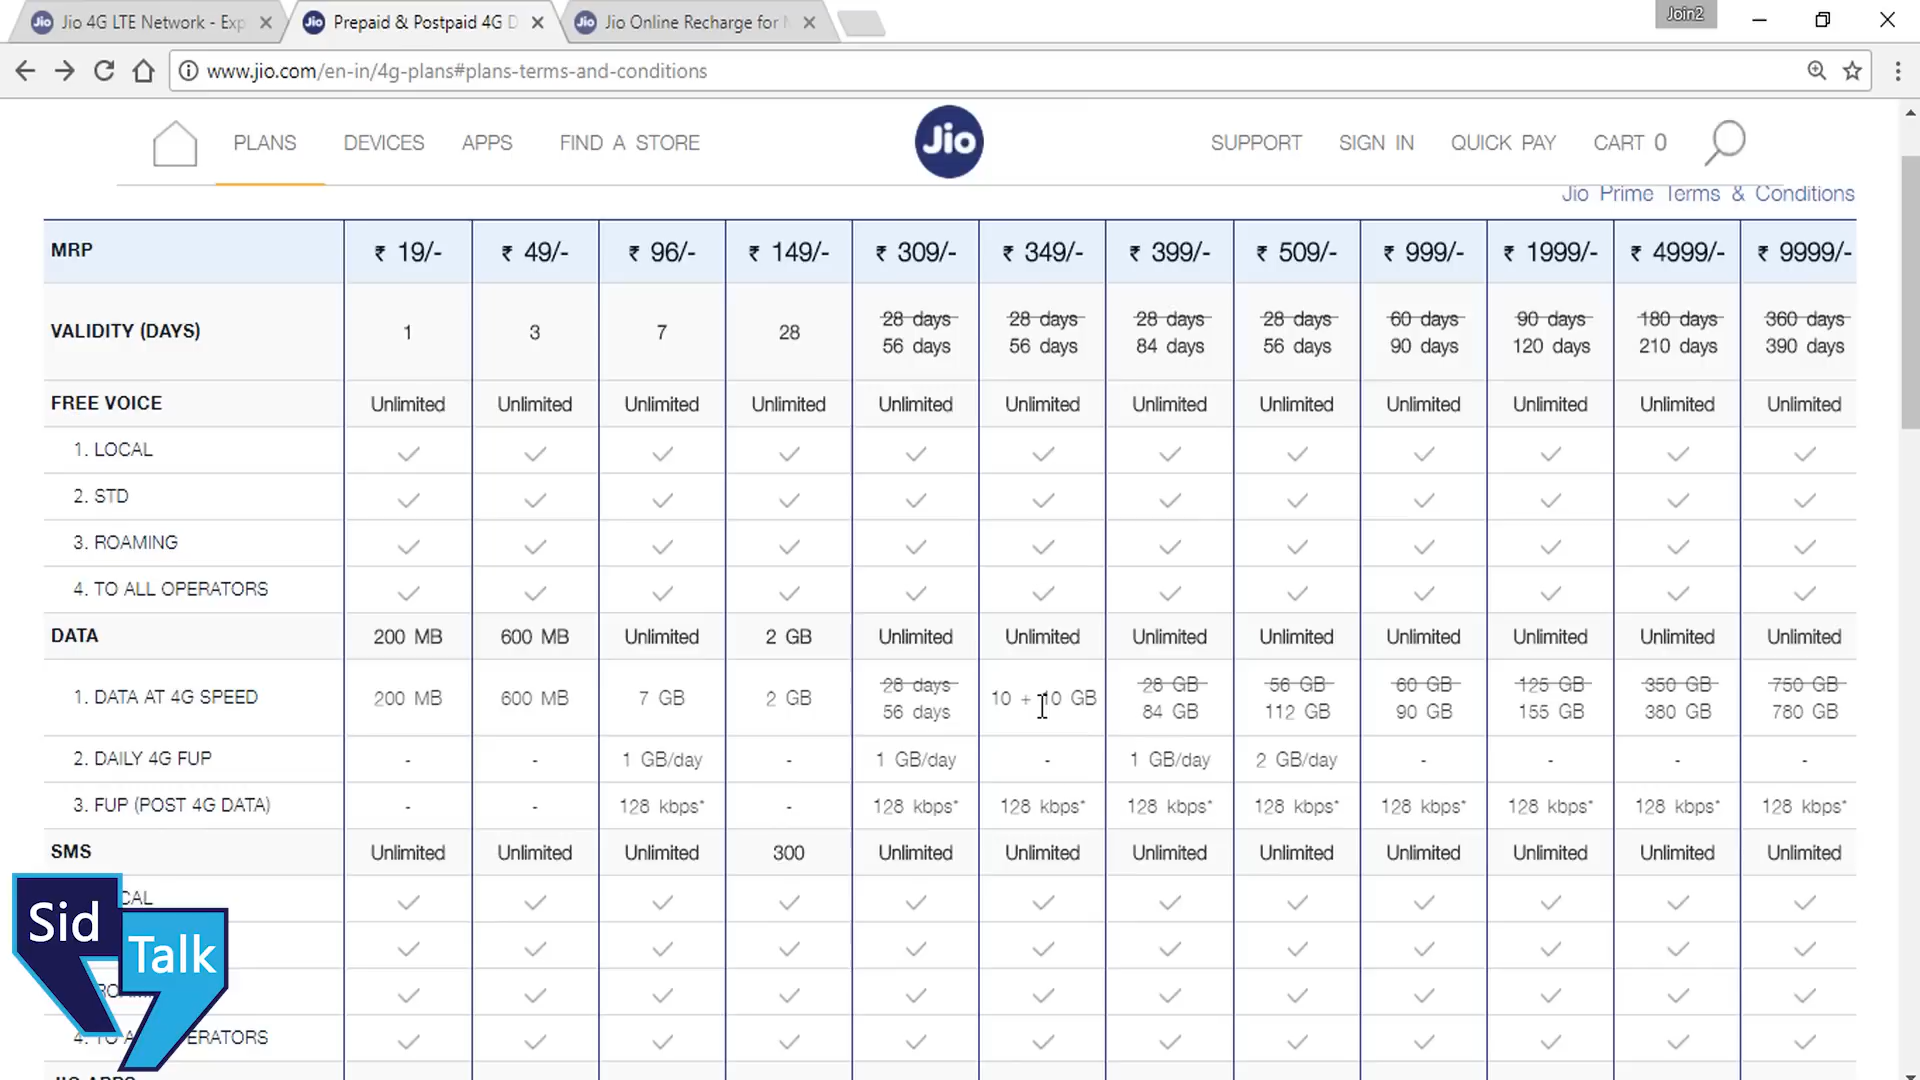 Jio 4G LTE Network - Exp
Prepaid & Postpaid 4G D
Jio Online Recharge for M
Join2
www.jio.com/en-in/4g-plans#plans-terms-and-conditions
PLANS DEVICES APPS FIND A STORE Jio SUPPORT SIGN IN QUICK PAY CART 0
Jio Prime Terms & Conditions
MRP ₹ 19/- ₹ 49/- ₹ 96/- ₹ 149/- ₹ 309/- ₹ 349/- ₹ 399/- ₹ 509/- ₹ 999/- ₹ 1999/- ₹ 4999/- ₹ 9999/-
28 days 28 days 28 days 28 days 60 days 90 days 180 days 360 days
VALIDITY (DAYS) 1 3 7 28
56 days 56 days 84 days 56 days 90 days 120 days 210 days 390 days
FREE VOICE Unlimited Unlimited Unlimited Unlimited Unlimited Unlimited Unlimited Unlimited Unlimited Unlimited Unlimited Unlimited
1. LOCAL
2. STD
3. ROAMING
4. TO ALL OPERATORS
DATA 200 MB 600 MB Unlimited 2 GB Unlimited Unlimited Unlimited Unlimited Unlimited Unlimited Unlimited Unlimited
28 days 28 GB 56 GB 60 GB 125 GB 350 GB 750 GB
1. DATA AT 4G SPEED 200 MB 600 MB 7 GB 2 GB 10 + 10 GB
56 days 84 GB 112 GB 90 GB 155 GB 380 GB 780 GB
2. DAILY 4G FUP - - 1 GB/day - 1 GB/day - 1 GB/day 2 GB/day - - - -
3. FUP (POST 4G DATA) - - 128 kbps* - 128 kbps* 128 kbps* 128 kbps* 128 kbps* 128 kbps* 128 kbps* 128 kbps* 128 kbps*
SMS Unlimited Unlimited Unlimited 300 Unlimited Unlimited Unlimited Unlimited Unlimited Unlimited Unlimited Unlimited
CAL
Sid
Talk
4. TO A ERATORS